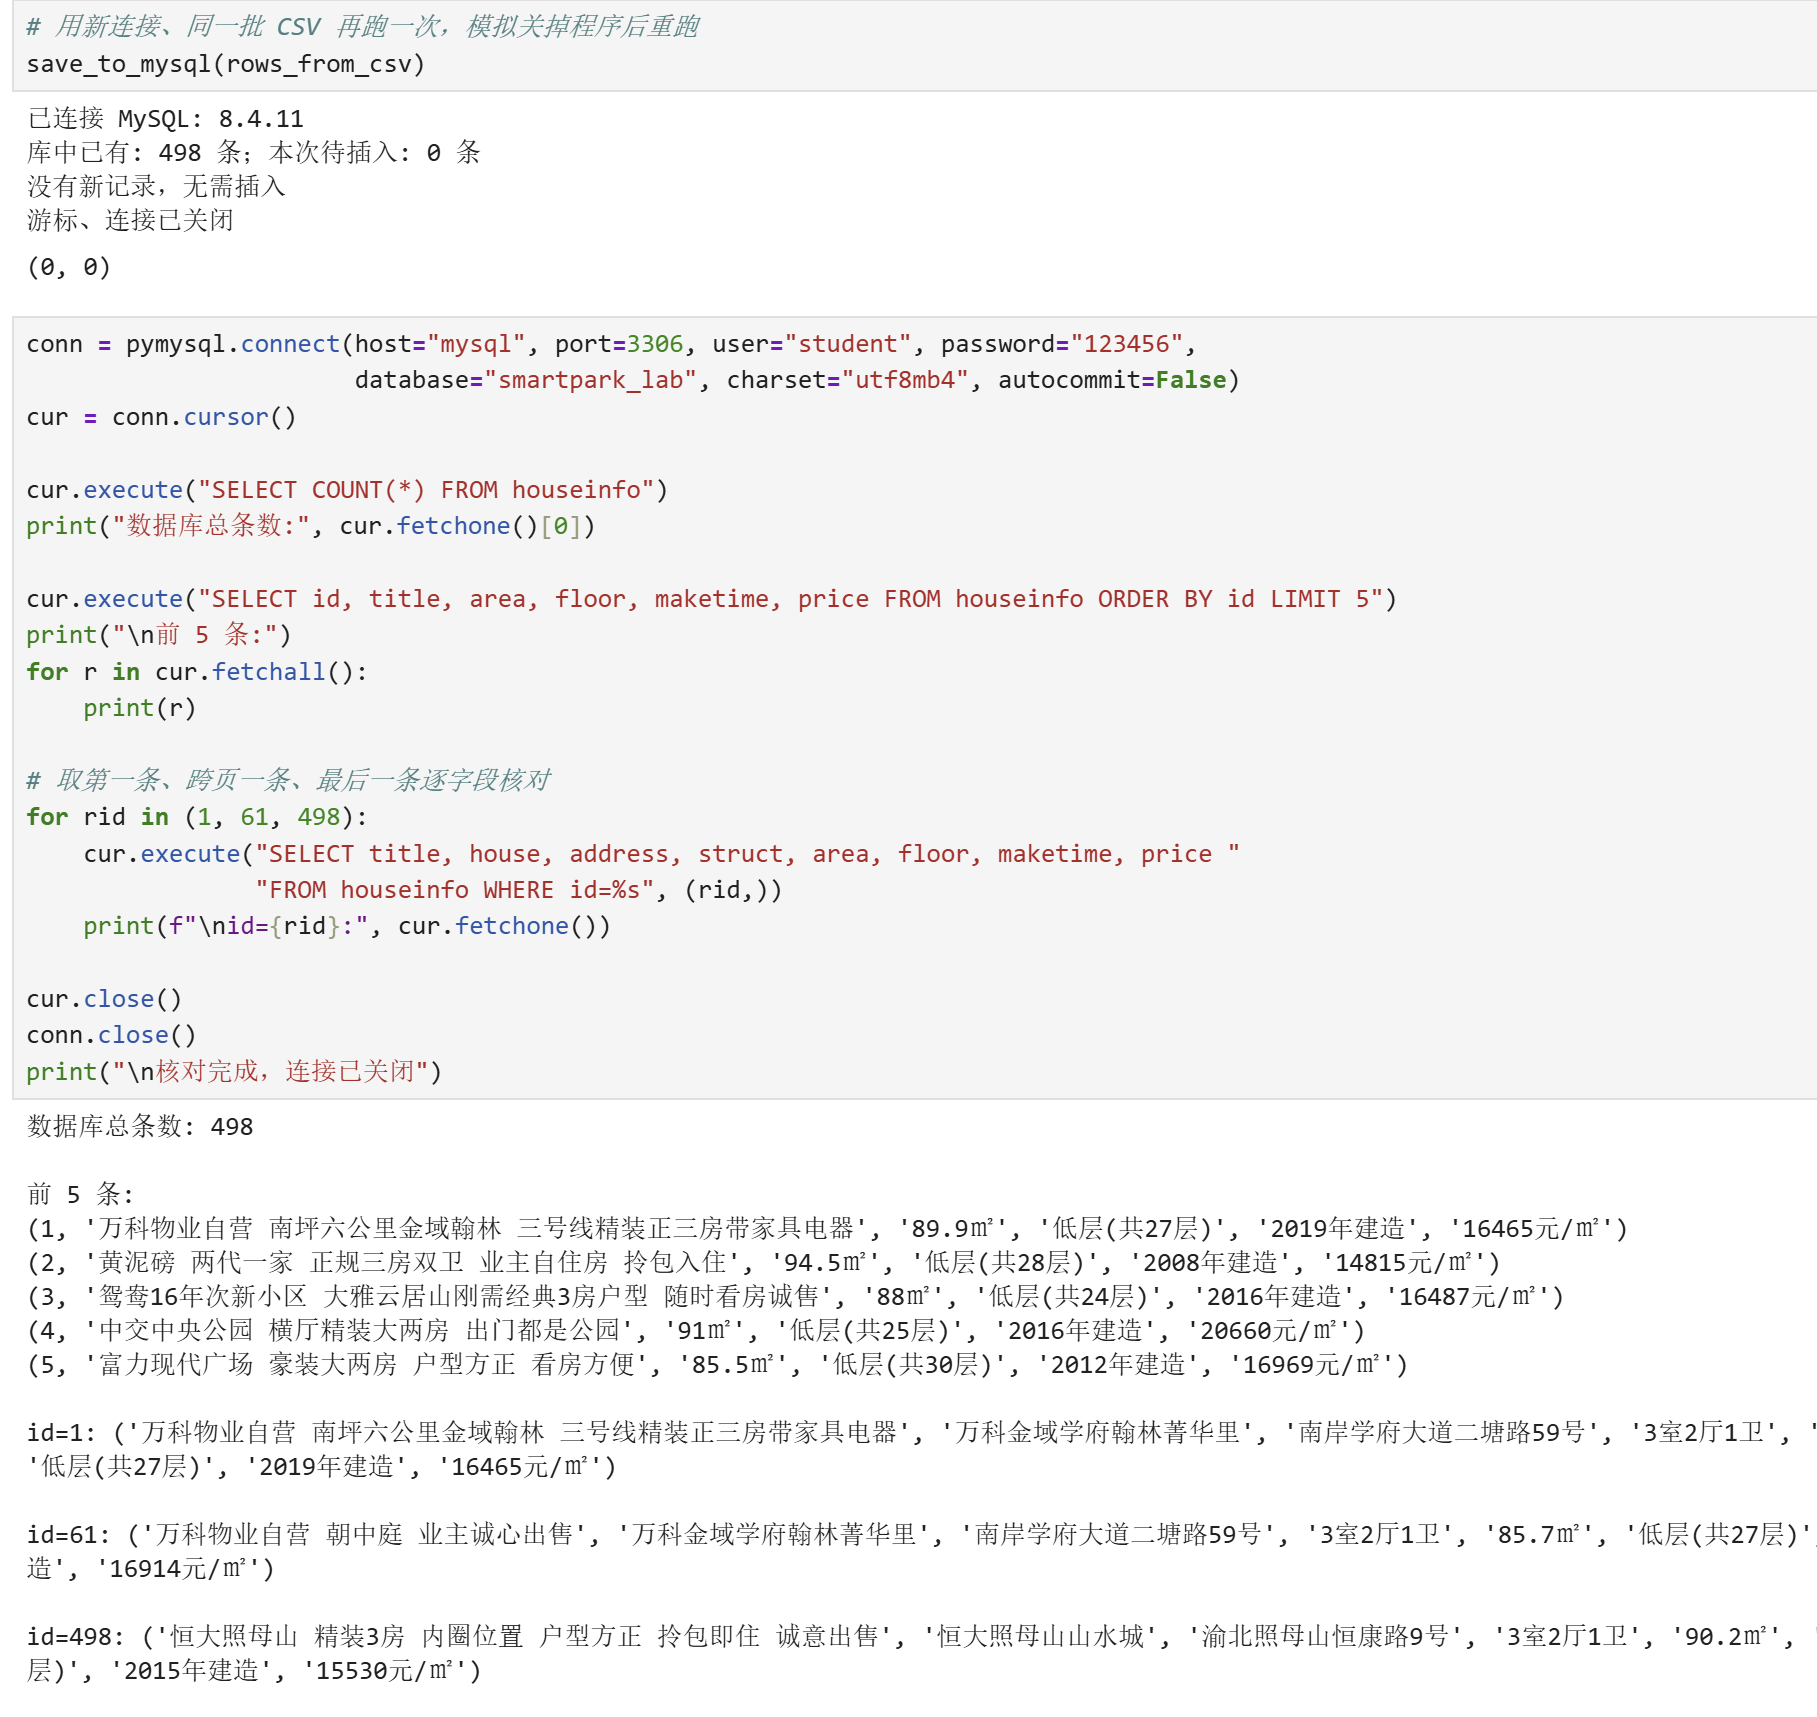 # 用新连接、同一批 CSV 再跑一次，模拟关掉程序后重跑
save_to_mysql(rows_from_csv)
已连接 MySQL: 8.4.11
库中已有: 498 条；本次待插入: 0 条
没有新记录，无需插入
游标、连接已关闭
(0, 0)
conn = pymysql.connect(host="mysql", port=3306, user="student", password="123456",
                       database="smartpark_lab", charset="utf8mb4", autocommit=False)
cur = conn.cursor()
cur.execute("SELECT COUNT(*) FROM houseinfo")
print("数据库总条数:", cur.fetchone()[0])
cur.execute("SELECT id, title, area, floor, maketime, price FROM houseinfo ORDER BY id LIMIT 5")
print("\n前 5 条:")
for r in cur.fetchall():
    print(r)
# 取第一条、跨页一条、最后一条逐字段核对
for rid in (1, 61, 498):
    cur.execute("SELECT title, house, address, struct, area, floor, maketime, price "
                "FROM houseinfo WHERE id=%s", (rid,))
    print(f"\nid={rid}:", cur.fetchone())
cur.close()
conn.close()
print("\n核对完成，连接已关闭")
数据库总条数: 498
前 5 条:
(1, '万科物业自营 南坪六公里金域翰林 三号线精装正三房带家具电器', '89.9㎡', '低层(共27层)', '2019年建造', '16465元/㎡')
(2, '黄泥磅 两代一家 正规三房双卫 业主自住房 拎包入住', '94.5㎡', '低层(共28层)', '2008年建造', '14815元/㎡')
(3, '鸳鸯16年次新小区 大雅云居山刚需经典3房户型 随时看房诚售', '88㎡', '低层(共24层)', '2016年建造', '16487元/㎡')
(4, '中交中央公园 横厅精装大两房 出门都是公园', '91㎡', '低层(共25层)', '2016年建造', '20660元/㎡')
(5, '富力现代广场 豪装大两房 户型方正 看房方便', '85.5㎡', '低层(共30层)', '2012年建造', '16969元/㎡')
id=1: ('万科物业自营 南坪六公里金域翰林 三号线精装正三房带家具电器', '万科金域学府翰林菁华里', '南岸学府大道二塘路59号', '3室2厅1卫', '
'低层(共27层)', '2019年建造', '16465元/㎡')
id=61: ('万科物业自营 朝中庭 业主诚心出售', '万科金域学府翰林菁华里', '南岸学府大道二塘路59号', '3室2厅1卫', '85.7㎡', '低层(共27层)',
造', '16914元/㎡')
id=498: ('恒大照母山 精装3房 内圈位置 户型方正 拎包即住 诚意出售', '恒大照母山山水城', '渝北照母山恒康路9号', '3室2厅1卫', '90.2㎡', '
层)', '2015年建造', '15530元/㎡')